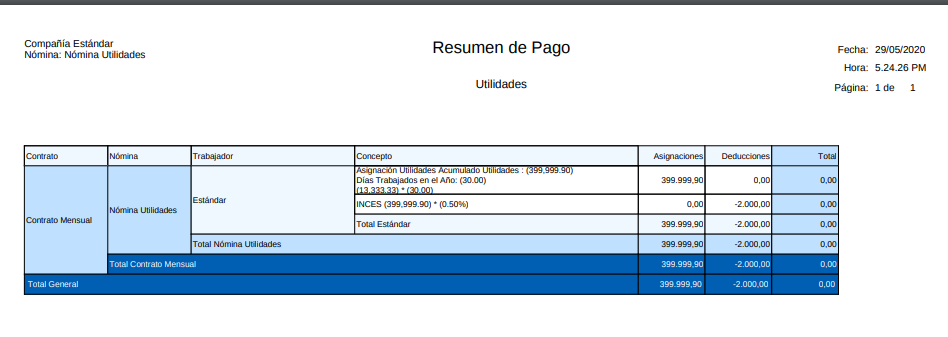 Compañía Estándar
Nómina: Nómina Utilidades
Resumen de Pago
Utilidades
Fecha: 29/05/2020
Hora: 5.24.26 PM
Página: 1 de 1
Contrato Nómina Trabajador Concepto Asignaciones Deducciones Total
Contrato Mensual
Nómina Utilidades
Estándar
Asignación Utilidades Acumulado Utilidades : (399,999.90)
Días Trabajados en el Año: (30.00)
(13,333.33) * (30.00)
399.999,90 0,00 0,00
INCES (399,999.90) * (0.50%) 0,00 -2.000,00 0,00
Total Estándar 399.999,90 -2.000,00 0,00
Total Nómina Utilidades 399.999,90 -2.000,00 0,00
Total Contrato Mensual 399.999,90 -2.000,00 0,00
Total General 399.999,90 -2.000,00 0,00